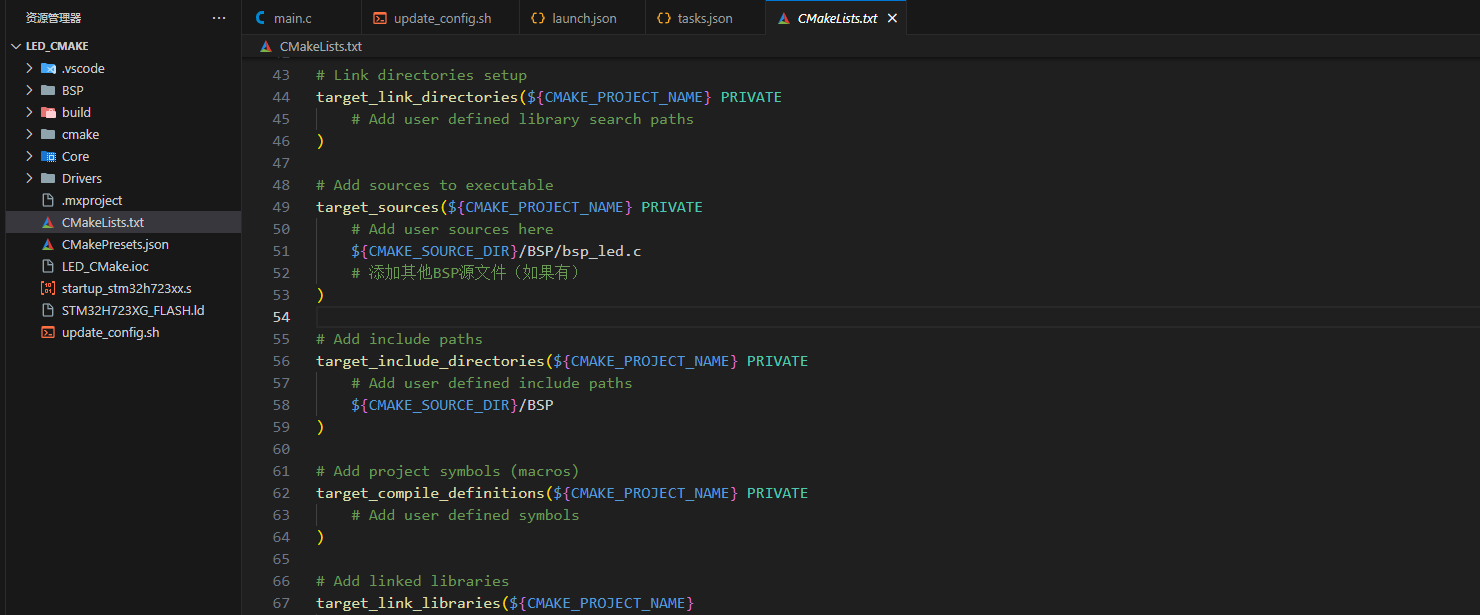 资源管理器 ···
LED_CMAKE
.vscode
BSP
build
cmake
Core
Drivers
.mxproject
CMakeLists.txt
CMakePresets.json
LED_CMake.ioc
startup_stm32h723xx.s
STM32H723XG_FLASH.ld
update_config.sh
main.c update_config.sh launch.json tasks.json CMakeLists.txt
CMakeLists.txt
43 # Link directories setup
44 target_link_directories(${CMAKE_PROJECT_NAME} PRIVATE
45     # Add user defined library search paths
46 )
47
48 # Add sources to executable
49 target_sources(${CMAKE_PROJECT_NAME} PRIVATE
50     # Add user sources here
51     ${CMAKE_SOURCE_DIR}/BSP/bsp_led.c
52     # 添加其他BSP源文件（如果有）
53 )
54
55 # Add include paths
56 target_include_directories(${CMAKE_PROJECT_NAME} PRIVATE
57     # Add user defined include paths
58     ${CMAKE_SOURCE_DIR}/BSP
59 )
60
61 # Add project symbols (macros)
62 target_compile_definitions(${CMAKE_PROJECT_NAME} PRIVATE
63     # Add user defined symbols
64 )
65
66 # Add linked libraries
67 target_link_libraries(${CMAKE_PROJECT_NAME}